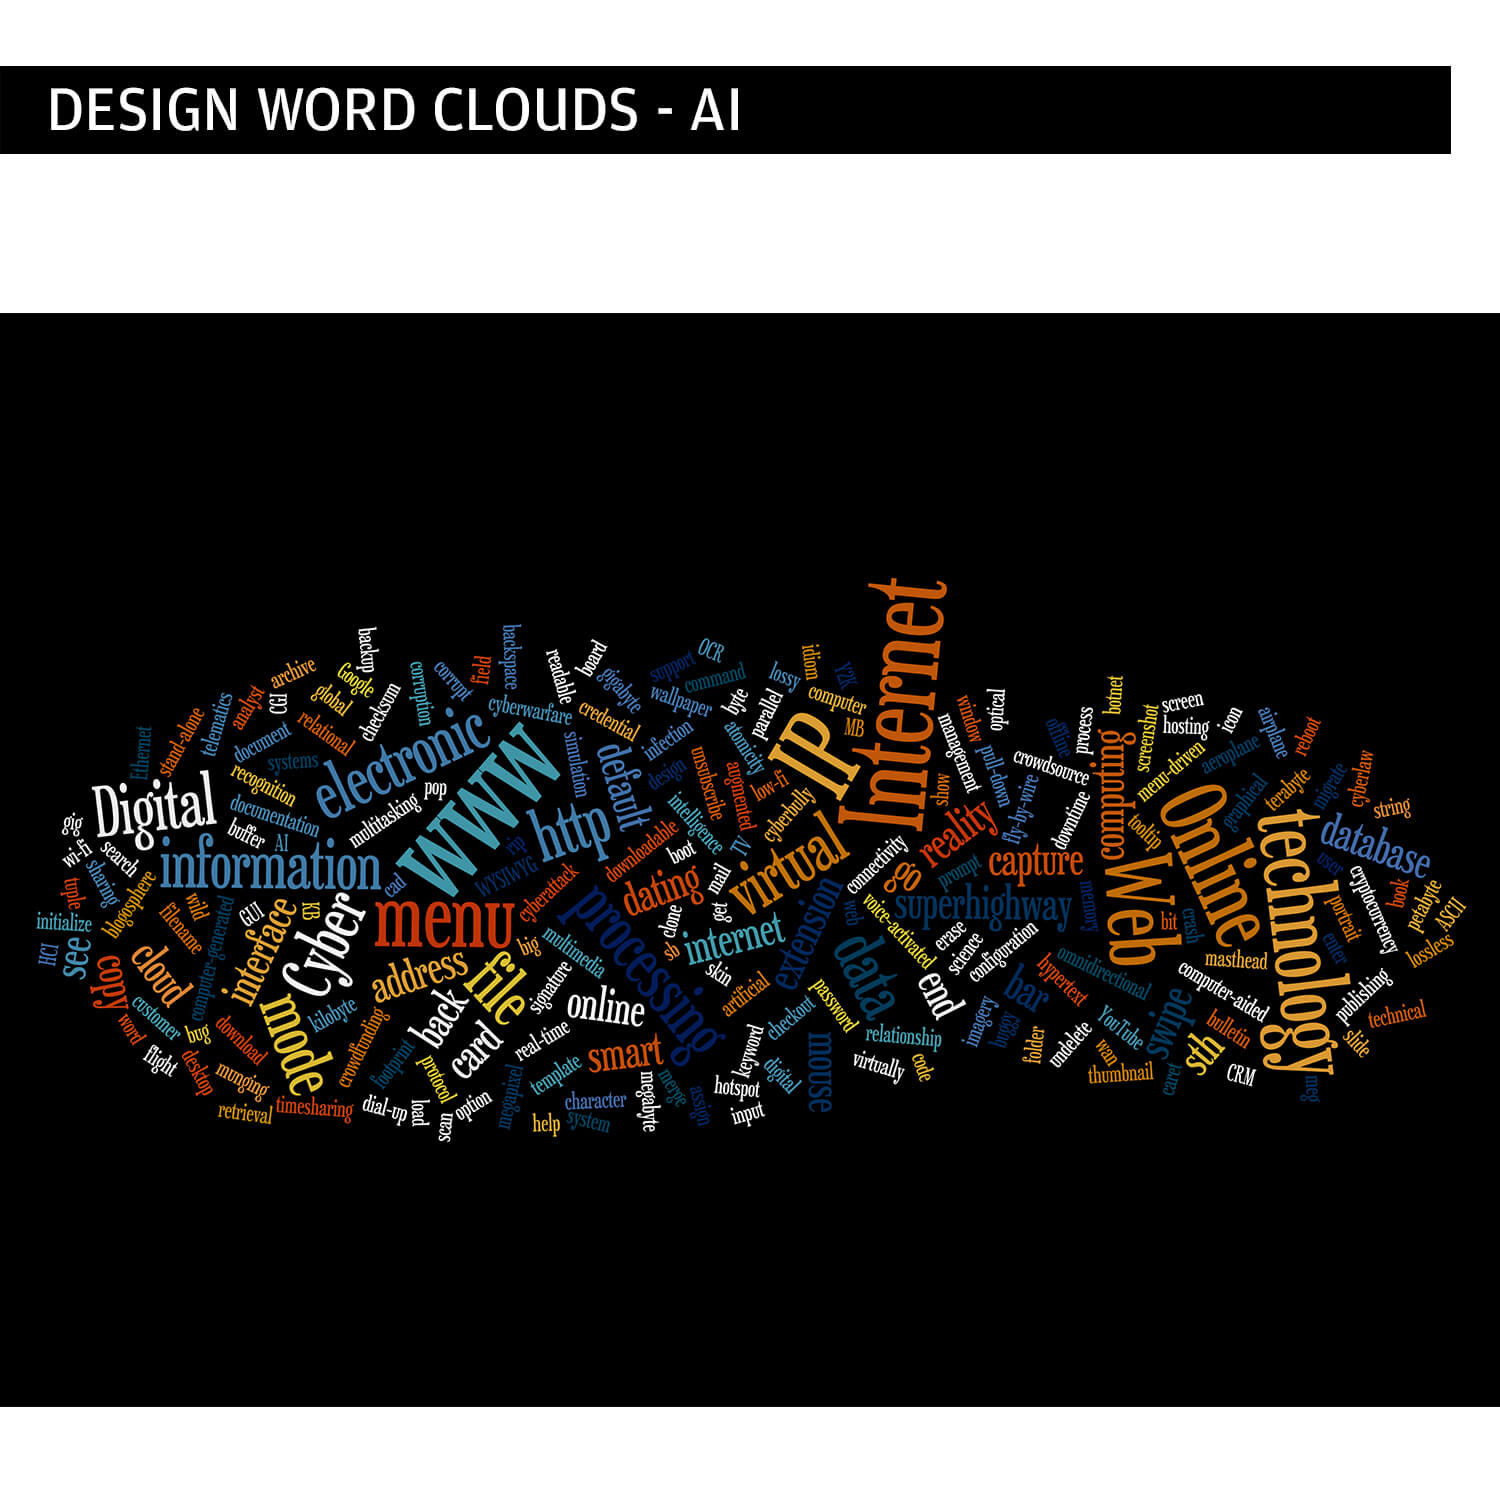 DESIGN WORD CLOUDS - AI
backup
backspace
board
readable
OCR
support
command
idiom
Y2K
Internet
archive
Google
global
CGI
analyst
telematics
stand-alone
Ethernet
relational
checksum
corruption
corrupt
field
cyberwarfare
credential
gigabyte
wallpaper
infection
byte
parallel
lossy
computer
MB
IP
window
optical
management
pull-down
offline
process
botnet
screenshot
screen
hosting
icon
airplane
aeroplane
reboot
document
systems
recognition
documentation
electronic
multitasking
pop
WWW
simulation
default
design
atomicity
unsubscribe
augmented
low-fi
cyberbully
show
crowdsource
fly-by-wire
downtime
computing
menu-driven
tooltip
graphical
terabyte
migrate
cyberlaw
string
Digital
gig
wi-fi
search
sharing
buffer
AI
information
cad
http
rip
WYSIWYG
cyberattack
downloadable
intelligence
TV
boot
dating
mail
get
clone
virtual
connectivity
go
reality
prompt
capture
superhighway
memory
Web
bit
crash
Online
technology
database
user
cryptocurrency
portrait
book
petabyte
ASCII
lossless
enter
masthead
tuple
initialize
HCI
see
blogosphere
wild
filename
computer-generated
GUI
KB
interface
Cyber
menu
big
multimedia
processing
sb
skin
internet
artificial
extension
web
data
voice-activated
erase
science
configuration
end
omnidirectional
hypertext
computer-aided
publishing
technical
copy
cloud
customer
word
bug
flight
desktop
download
munging
retrieval
timesharing
mode
kilobyte
crowdfunding
address
file
back
card
footprint
protocol
signature
real-time
online
smart
template
keyword
checkout
digital
password
mouse
relationship
virtually
code
imagery
buggy
bar
folder
undelete
YouTube
wan
thumbnail
swipe
caret
sth
bulletin
CRM
slide
meg
dial-up
load
scan
option
megapixel
help
character
system
megabyte
merge
assign
hotspot
input